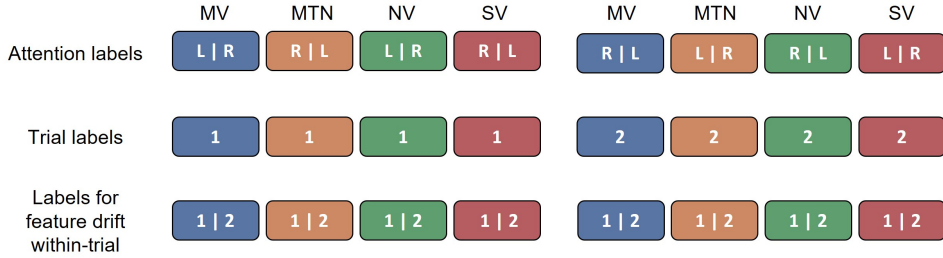 MV MTN NV SV MV MTN NV SV
Attention labels L | R R | L L | R R | L R | L L | R R | L L | R
Trial labels 1 1 1 1 2 2 2 2
Labels for
feature drift 1 | 2 1 | 2 1 | 2 1 | 2 1 | 2 1 | 2 1 | 2 1 | 2
within-trial